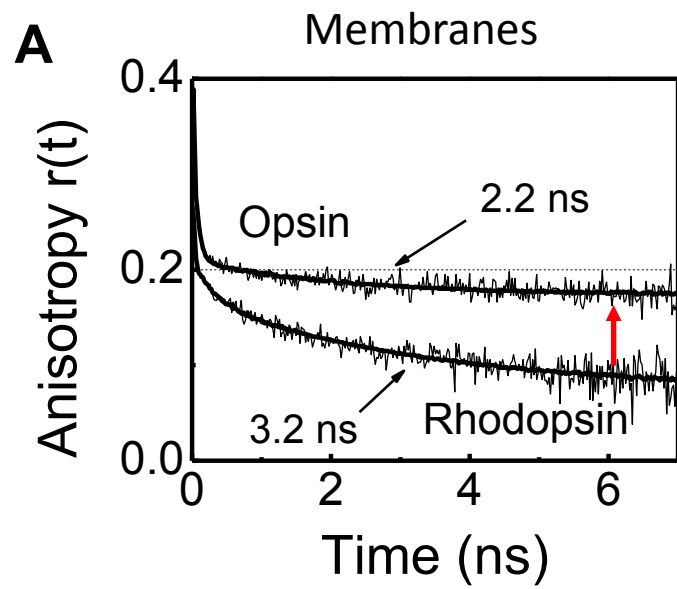 A
Membranes
0.4
0.2
0.0
Anisotropy r(t)
Opsin
2.2 ns
3.2 ns
Rhodopsin
0 2 4 6
Time (ns)